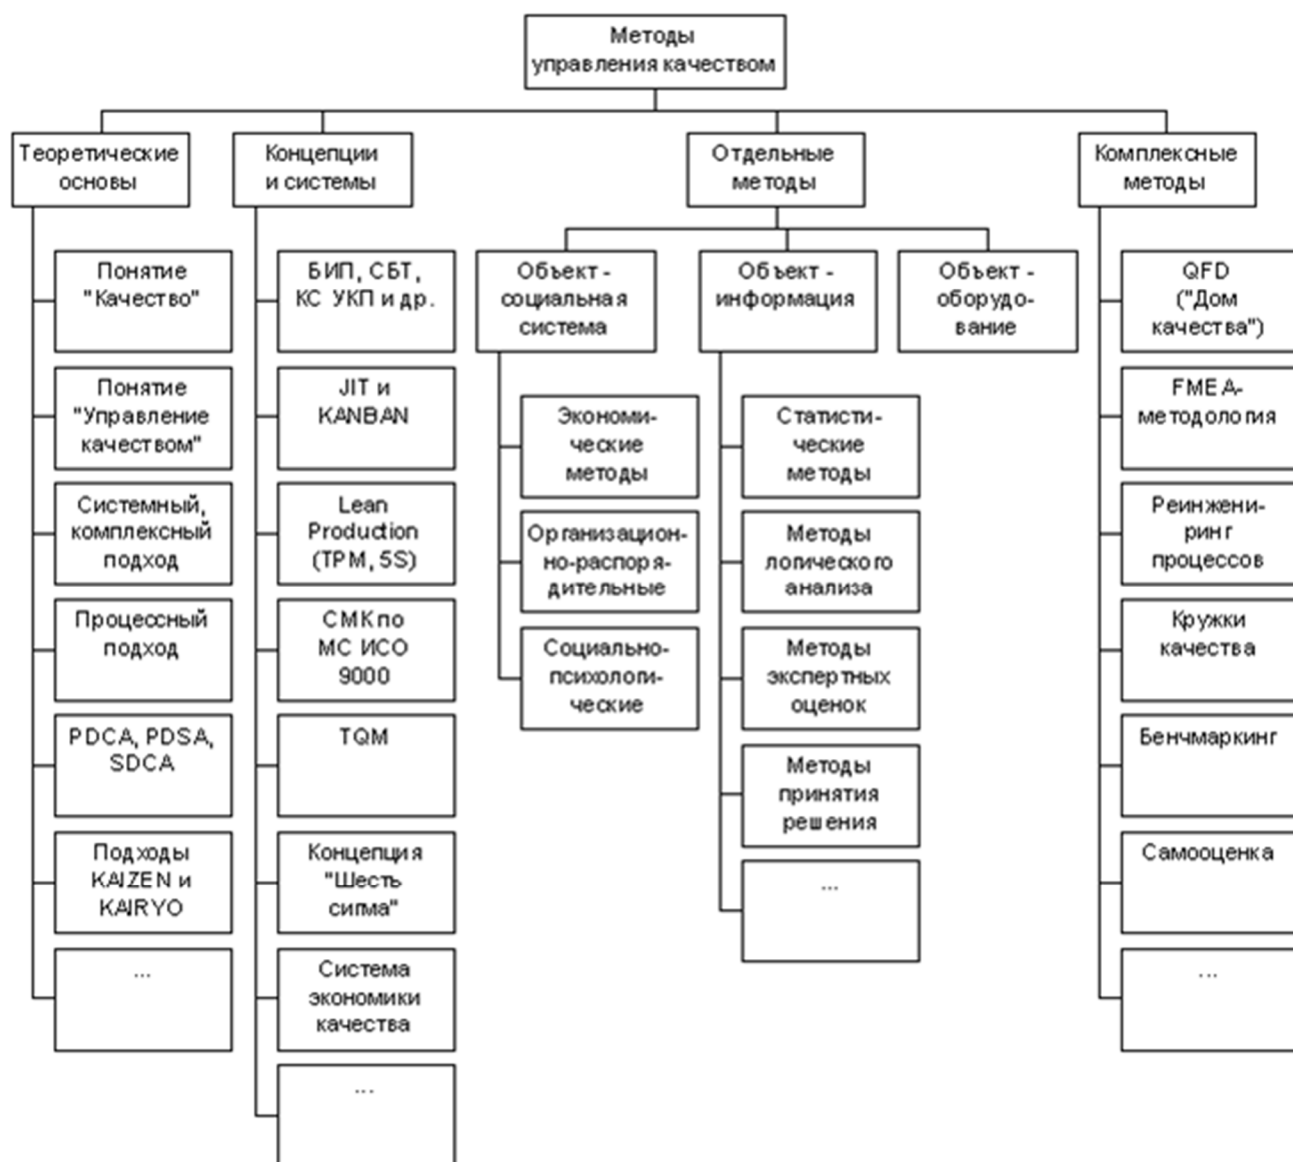 Методы
управления качеством
Теоретические
основы
Понятие
"Качество"
Понятие
"Управление
качеством"
Системный,
комплексный
подход
Процессный
подход
PDCA, PDSA,
SDCA
Подходы
KAIZEN и
KAIRYO
...
Концепции
и системы
БИП, СБТ,
КС УКП и др.
JIT и
KANBAN
Lean
Production
(TPM, 5S)
СМК по
МС ИСО
9000
TQM
Концепция
"Шесть
сигма"
Система
экономики
качества
...
Отдельные
методы
Объект -
социальная
система
Экономи-
ческие
методы
Организацион-
но-распоря-
дительные
Социально-
психологи-
ческие
Объект -
информация
Статисти-
ческие
методы
Методы
логического
анализа
Методы
экспертных
оценок
Методы
принятия
решения
...
Объект -
оборудо-
вание
Комплексные
методы
QFD
("Дом
качества")
FMEA-
методология
Реинжени-
ринг
процессов
Кружки
качества
Бенчмаркинг
Самооценка
...